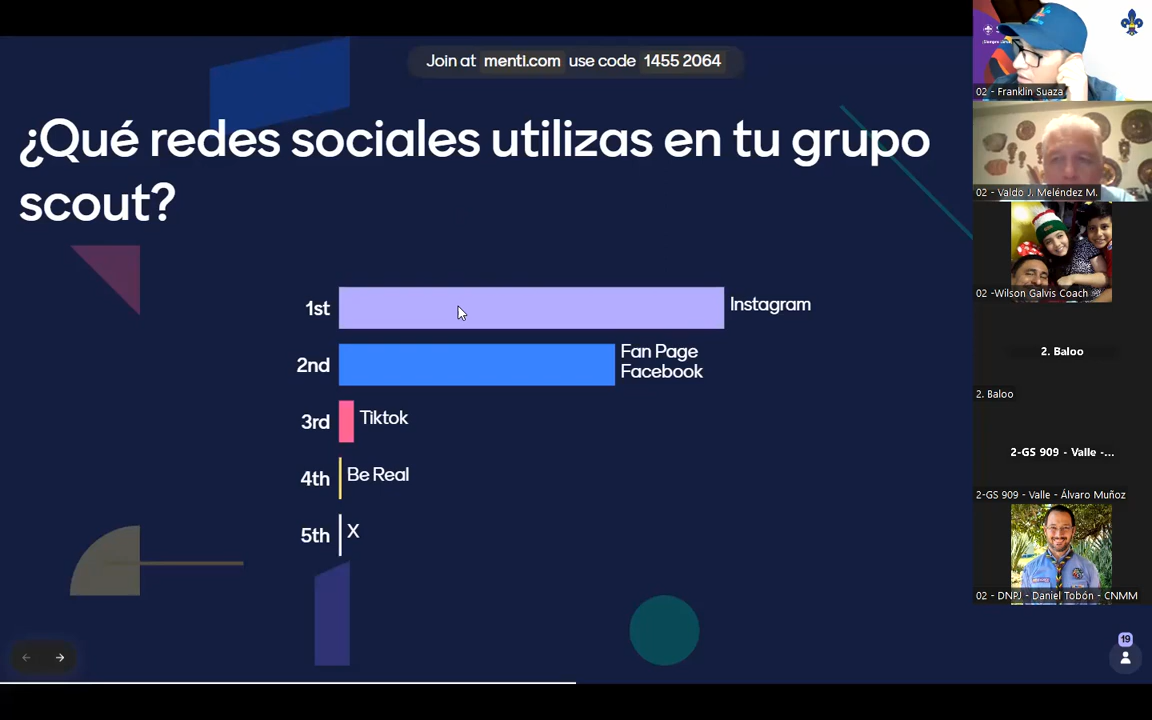 Join at menti.com use code 1455 2064
¿Qué redes sociales utilizas en tu grupo
scout?
1st
Instagram
2nd
Fan Page
Facebook
3rd
Tiktok
4th
Be Real
5th
X
02 - Franklin Suaza
02 - Valdo J. Meléndez M.
02 -Wilson Galvis Coach
2. Baloo
2. Baloo
2-GS 909 - Valle -...
2-GS 909 - Valle - Álvaro Muñoz
02 - DNPJ - Daniel Tobón - CNMM
19